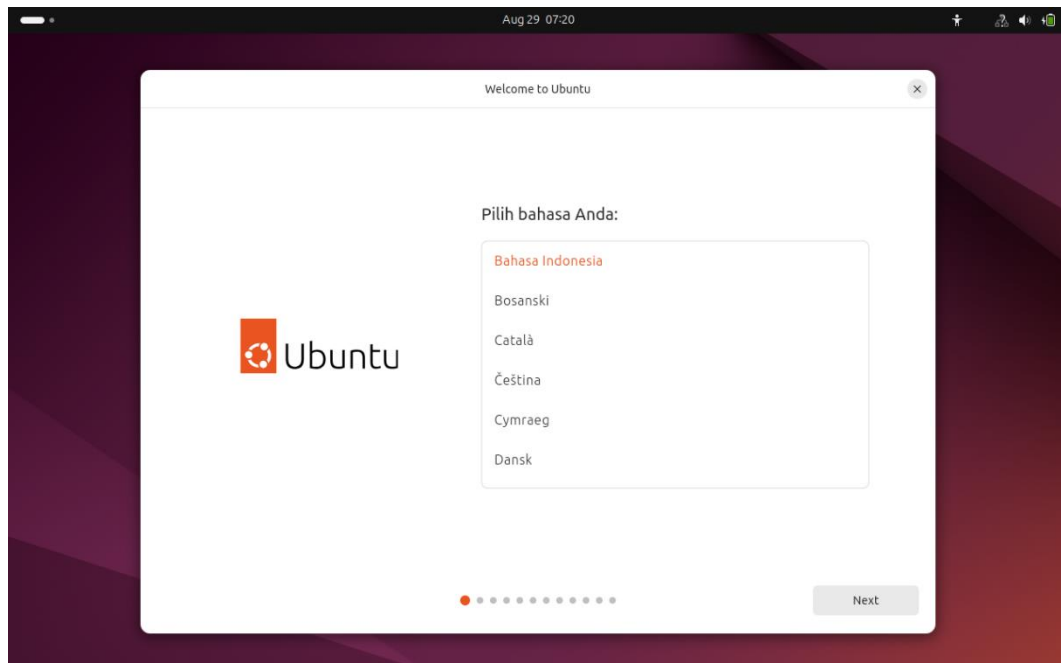 Aug 29 07:20
Welcome to Ubuntu
Pilih bahasa Anda:
Bahasa Indonesia
Bosanski
Català
Čeština
Cymraeg
Dansk
Ubuntu
Next